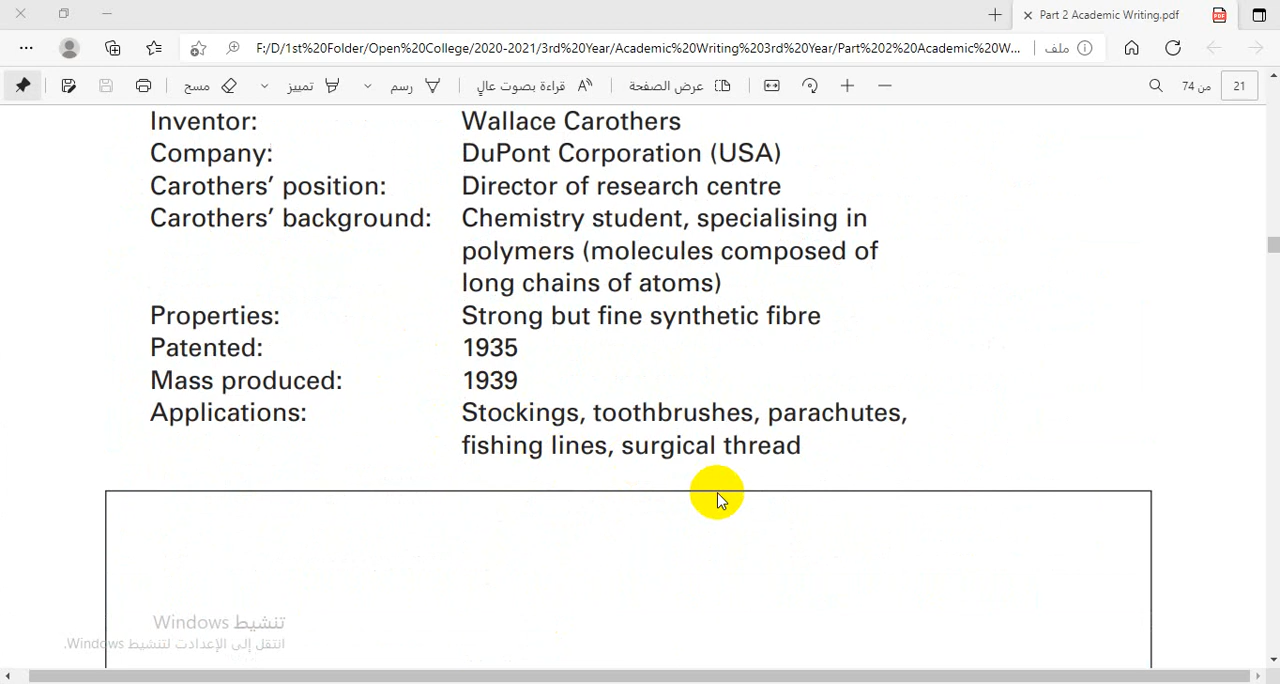 Part 2 Academic Writing.pdf
F:/D/1st%20Folder/Open%20College/2020-2021/3rd%20Year/Academic%20Writing%203rd%20Year/Part%202%20Academic%20W...
ملف
مسح
تمييز
رسم
قراءة بصوت عالٍ
عرض الصفحة
من 74
21
Inventor: Wallace Carothers
Company: DuPont Corporation (USA)
Carothers' position: Director of research centre
Carothers' background: Chemistry student, specialising in
polymers (molecules composed of
long chains of atoms)
Properties: Strong but fine synthetic fibre
Patented: 1935
Mass produced: 1939
Applications: Stockings, toothbrushes, parachutes,
fishing lines, surgical thread
تنشيط Windows
انتقل إلى الإعدادت لتنشيط Windows.